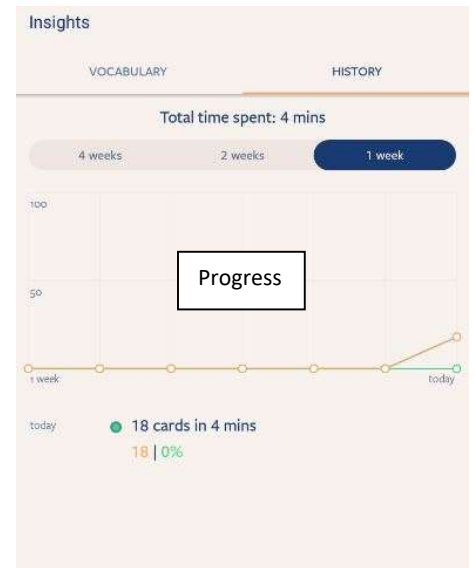 Insights
VOCABULARY HISTORY
Total time spent: 4 mins
4 weeks 2 weeks 1 week
100
Progress
50
1 week today
today 18 cards in 4 mins
18 | 0%